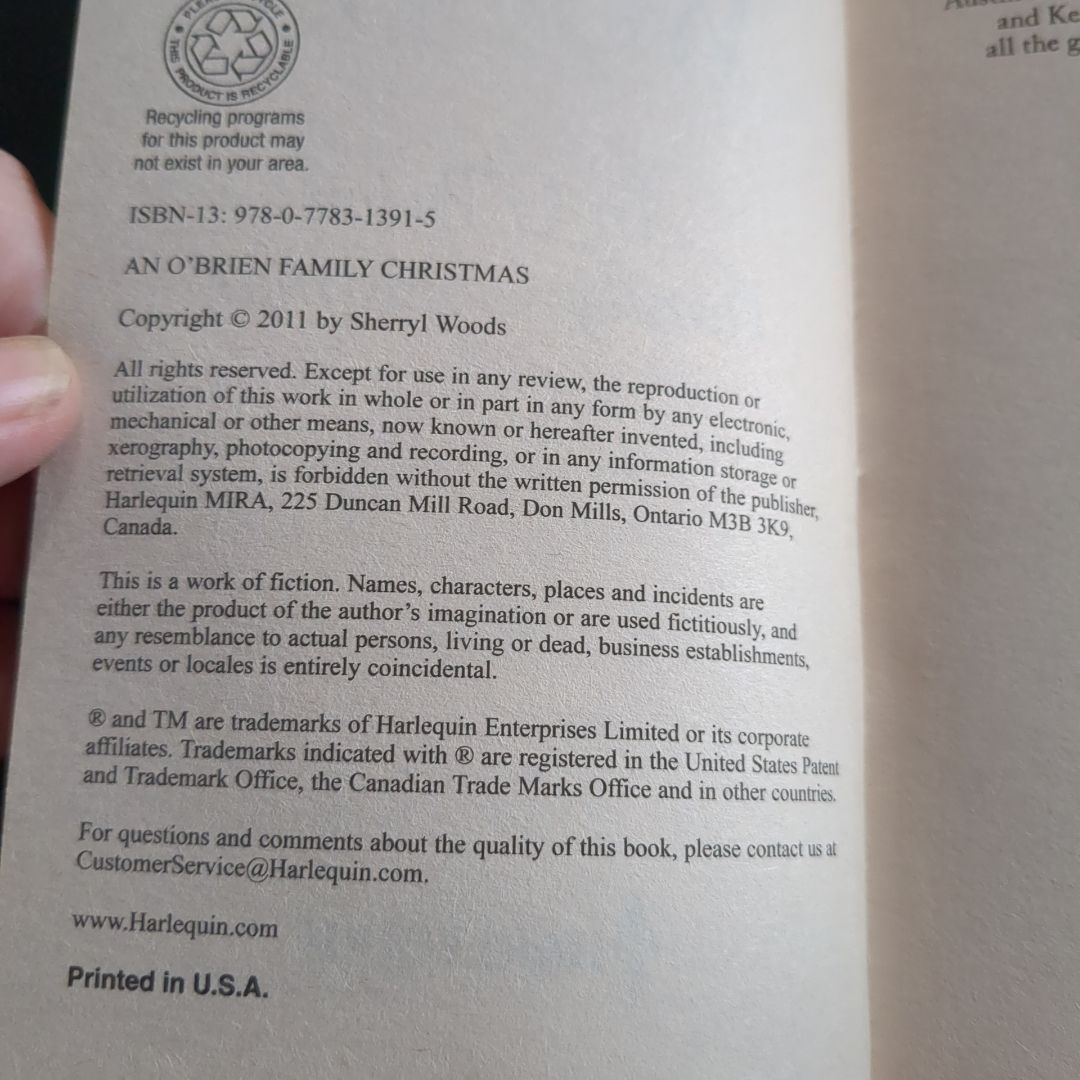 THIS PRODUCT IS RECYCLABLE
Recycling programs
for this product may
not exist in your area.
ISBN-13: 978-0-7783-1391-5
AN O'BRIEN FAMILY CHRISTMAS
Copyright © 2011 by Sherryl Woods
All rights reserved. Except for use in any review, the reproduction or
utilization of this work in whole or in part in any form by any electronic,
mechanical or other means, now known or hereafter invented, including
xerography, photocopying and recording, or in any information storage or
retrieval system, is forbidden without the written permission of the publisher,
Harlequin MIRA, 225 Duncan Mill Road, Don Mills, Ontario M3B 3K9,
Canada.
This is a work of fiction. Names, characters, places and incidents are
either the product of the author's imagination or are used fictitiously, and
any resemblance to actual persons, living or dead, business establishments,
events or locales is entirely coincidental.
® and TM are trademarks of Harlequin Enterprises Limited or its corporate
affiliates. Trademarks indicated with ® are registered in the United States Patent
and Trademark Office, the Canadian Trade Marks Office and in other countries.
For questions and comments about the quality of this book, please contact us at
CustomerService@Harlequin.com.
www.Harlequin.com
Printed in U.S.A.
and Ke
all the g